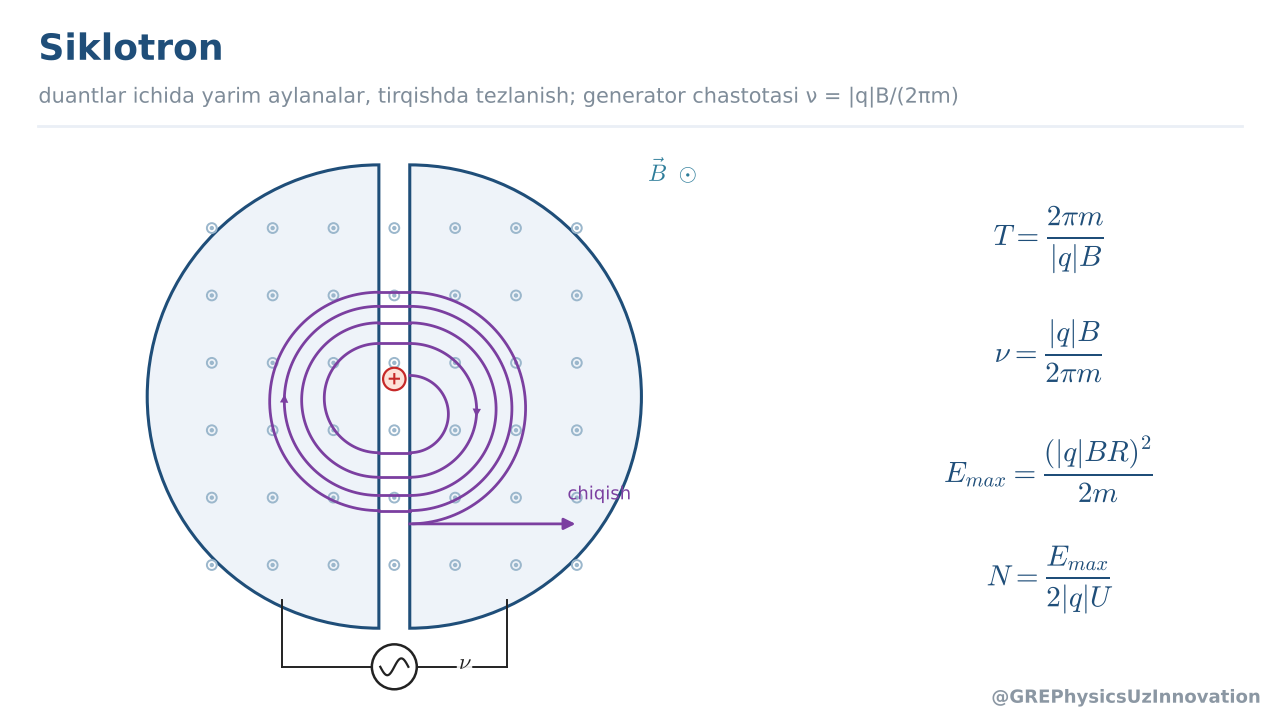 Siklotron
duantlar ichida yarim aylanalar, tirqishda tezlanish; generator chastotasi ν = |q|B/(2πm)
B⃗ ⊙
T = 2πm / |q|B
ν = |q|B / 2πm
+
E_max = (|q|BR)² / 2m
chiqish
N = E_max / 2|q|U
ν
@GREPhysicsUzInnovation